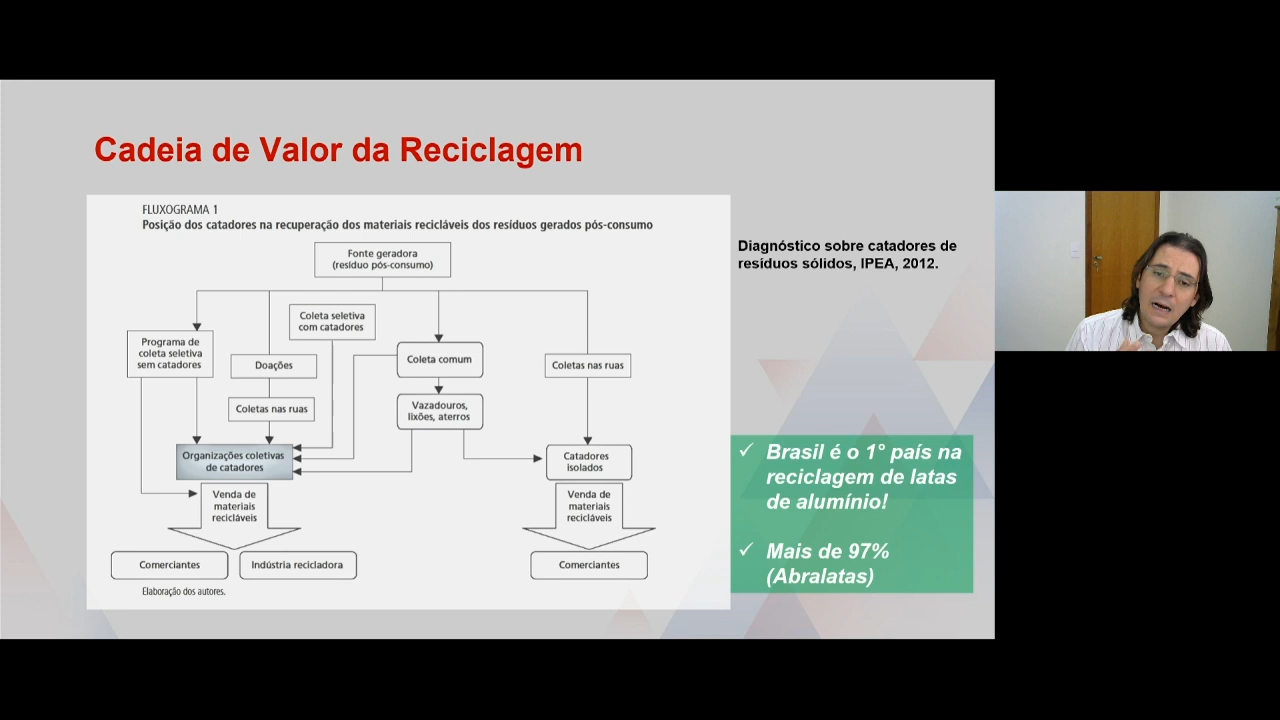 Cadeia de Valor da Reciclagem
FLUXOGRAMA 1
Posição dos catadores na recuperação dos materiais recicláveis dos resíduos gerados pós-consumo
Fonte geradora
(resíduo pós-consumo)
Coleta seletiva
com catadores
Programa de
coleta seletiva
sem catadores
Doações
Coleta comum
Coletas nas ruas
Coletas nas ruas
Vazadouros,
lixões, aterros
Organizações coletivas
de catadores
Catadores
isolados
Venda de
materiais
recicláveis
Venda de
materiais
recicláveis
Comerciantes
Indústria recicladora
Comerciantes
Elaboração dos autores.
Diagnóstico sobre catadores de
resíduos sólidos, IPEA, 2012.
✓ Brasil é o 1° país na
reciclagem de latas
de alumínio!
✓ Mais de 97%
(Abralatas)